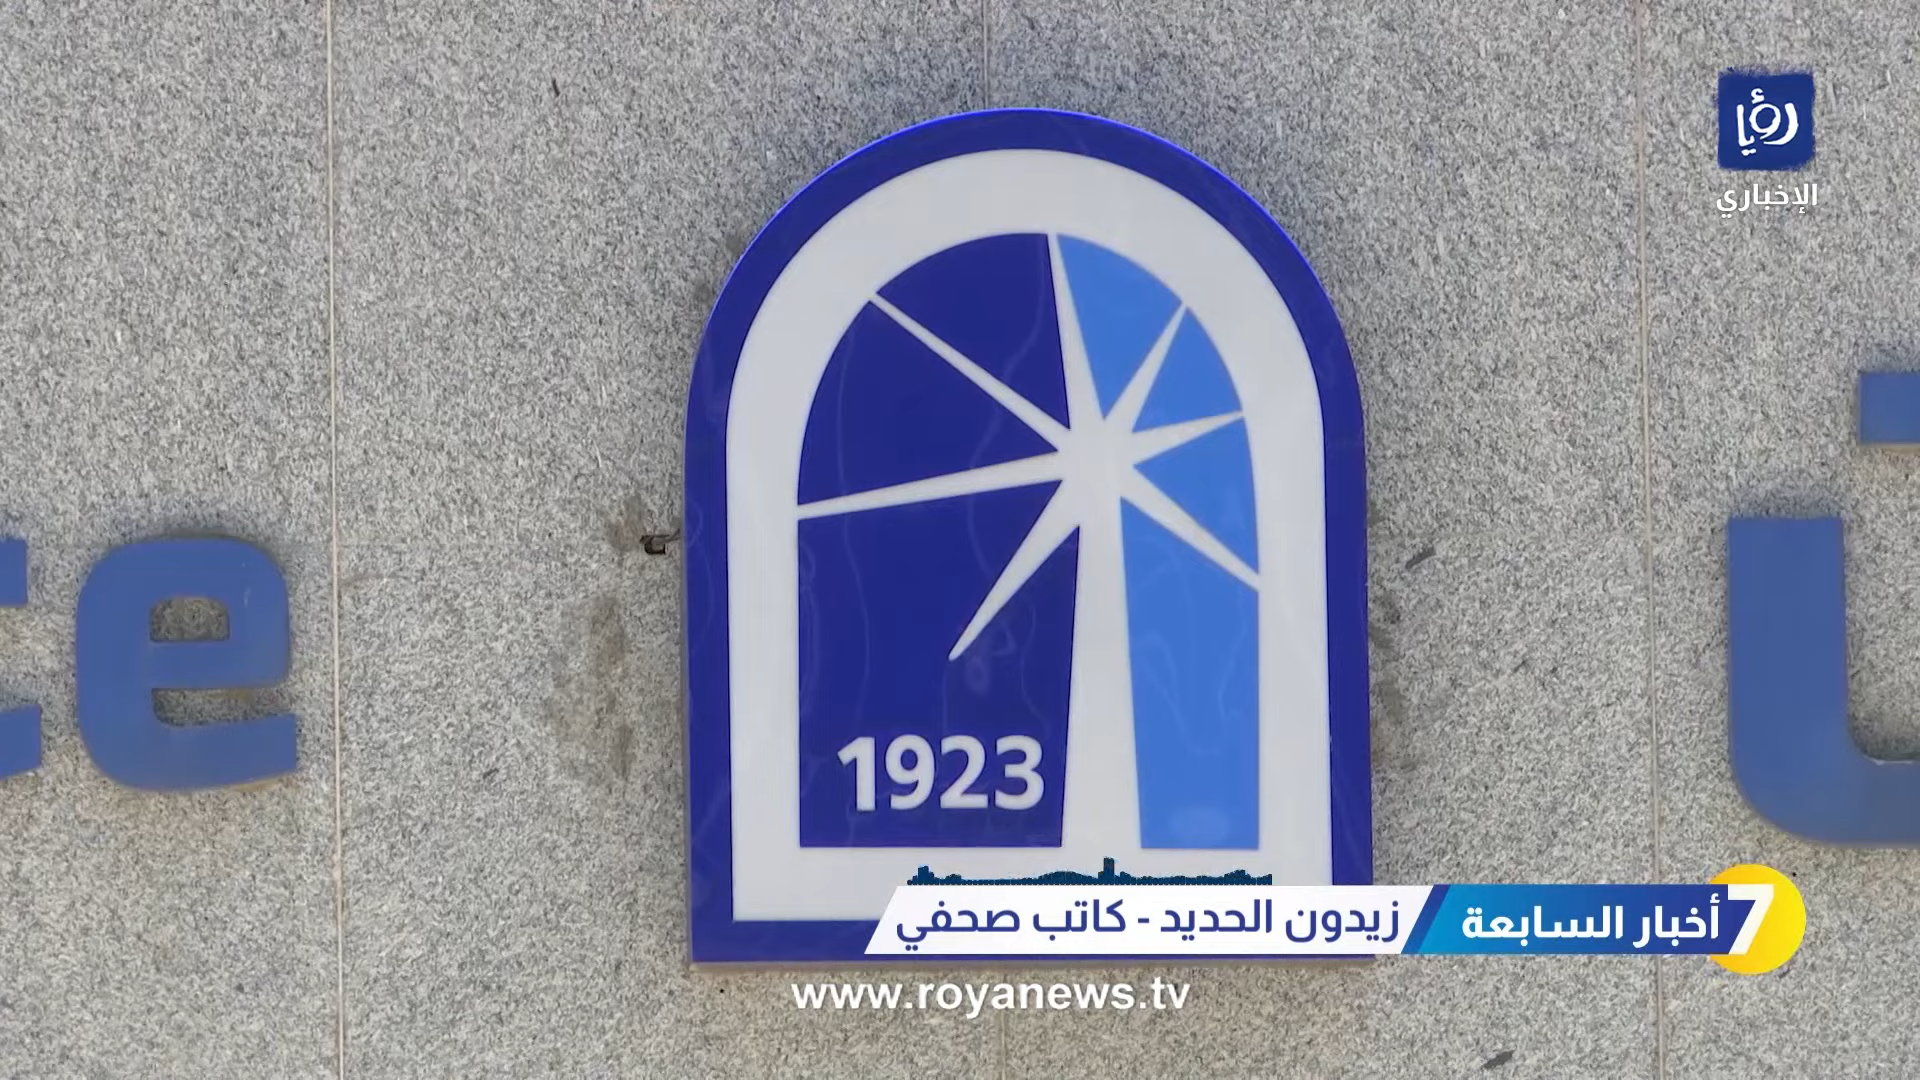 رؤيا
الإخباري
1923
أخبار السابعة 7
زيدون الحديد - كاتب صحفي
www.royanews.tv